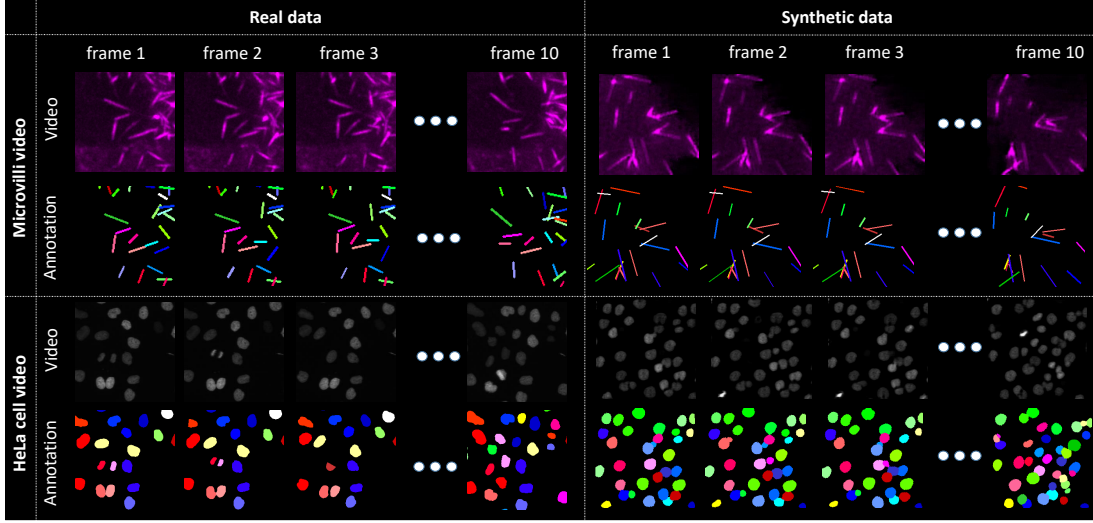 Real data
Synthetic data
frame 1
frame 2
frame 3
frame 10
frame 1
frame 2
frame 3
frame 10
Microvilli video
Video
Annotation
HeLa cell video
Video
Annotation